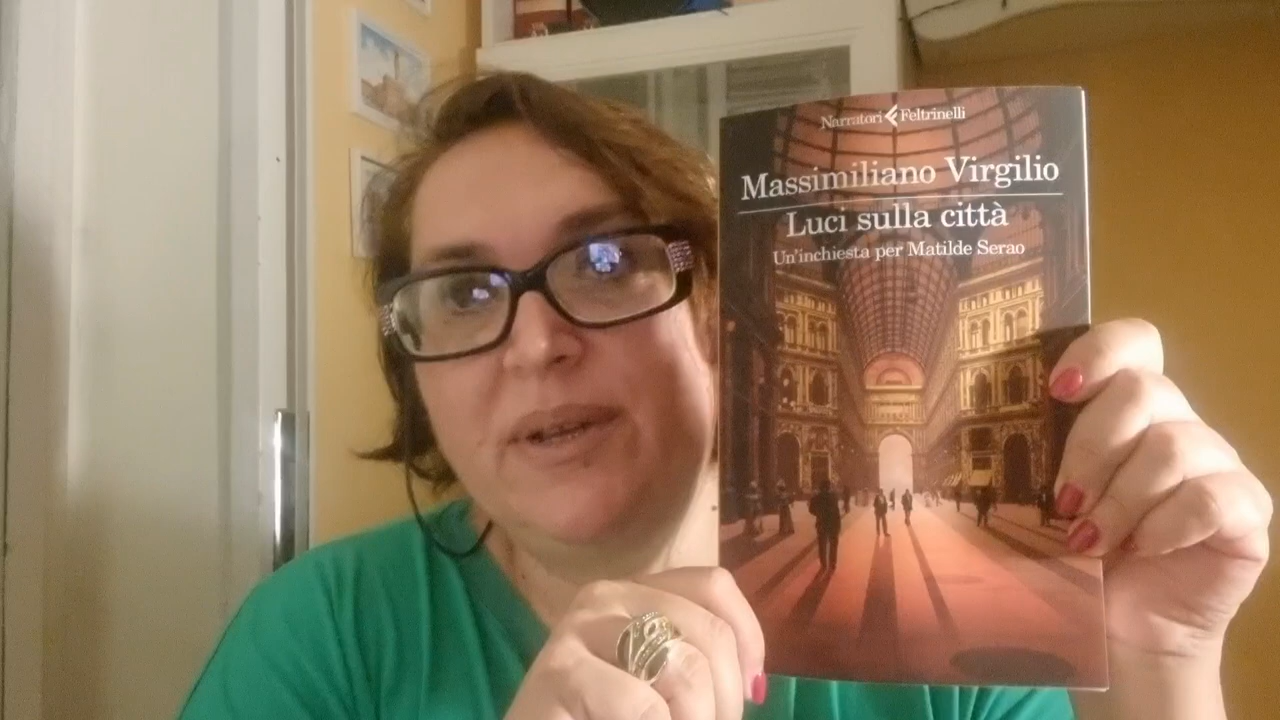 Narratori Feltrinelli
Massimiliano Virgilio
Luci sulla città
Un'inchiesta per Matilde Serao